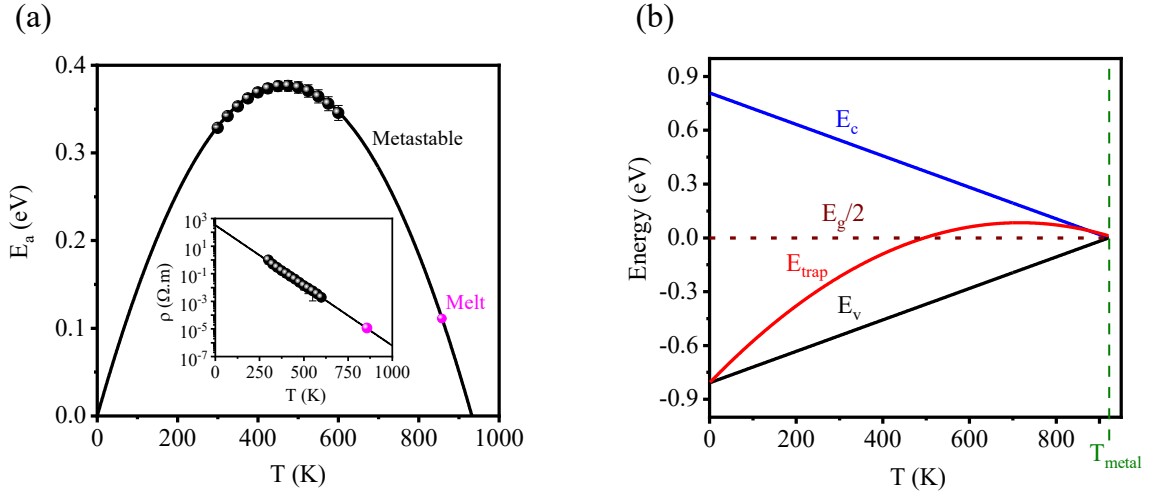 (a)
E_a (eV)
0.4
0.3
0.2
0.1
0.0
0 200 400 600 800 1000
T (K)
Metastable
Melt
ρ (Ω.m)
10^3
10^1
10^-1
10^-3
10^-5
10^-7
0 250 500 750 1000
T (K)
(b)
Energy (eV)
0.9
0.6
0.3
0.0
-0.3
-0.6
-0.9
E_c
E_g/2
E_trap
E_v
0 200 400 600 800
T_metal
T (K)